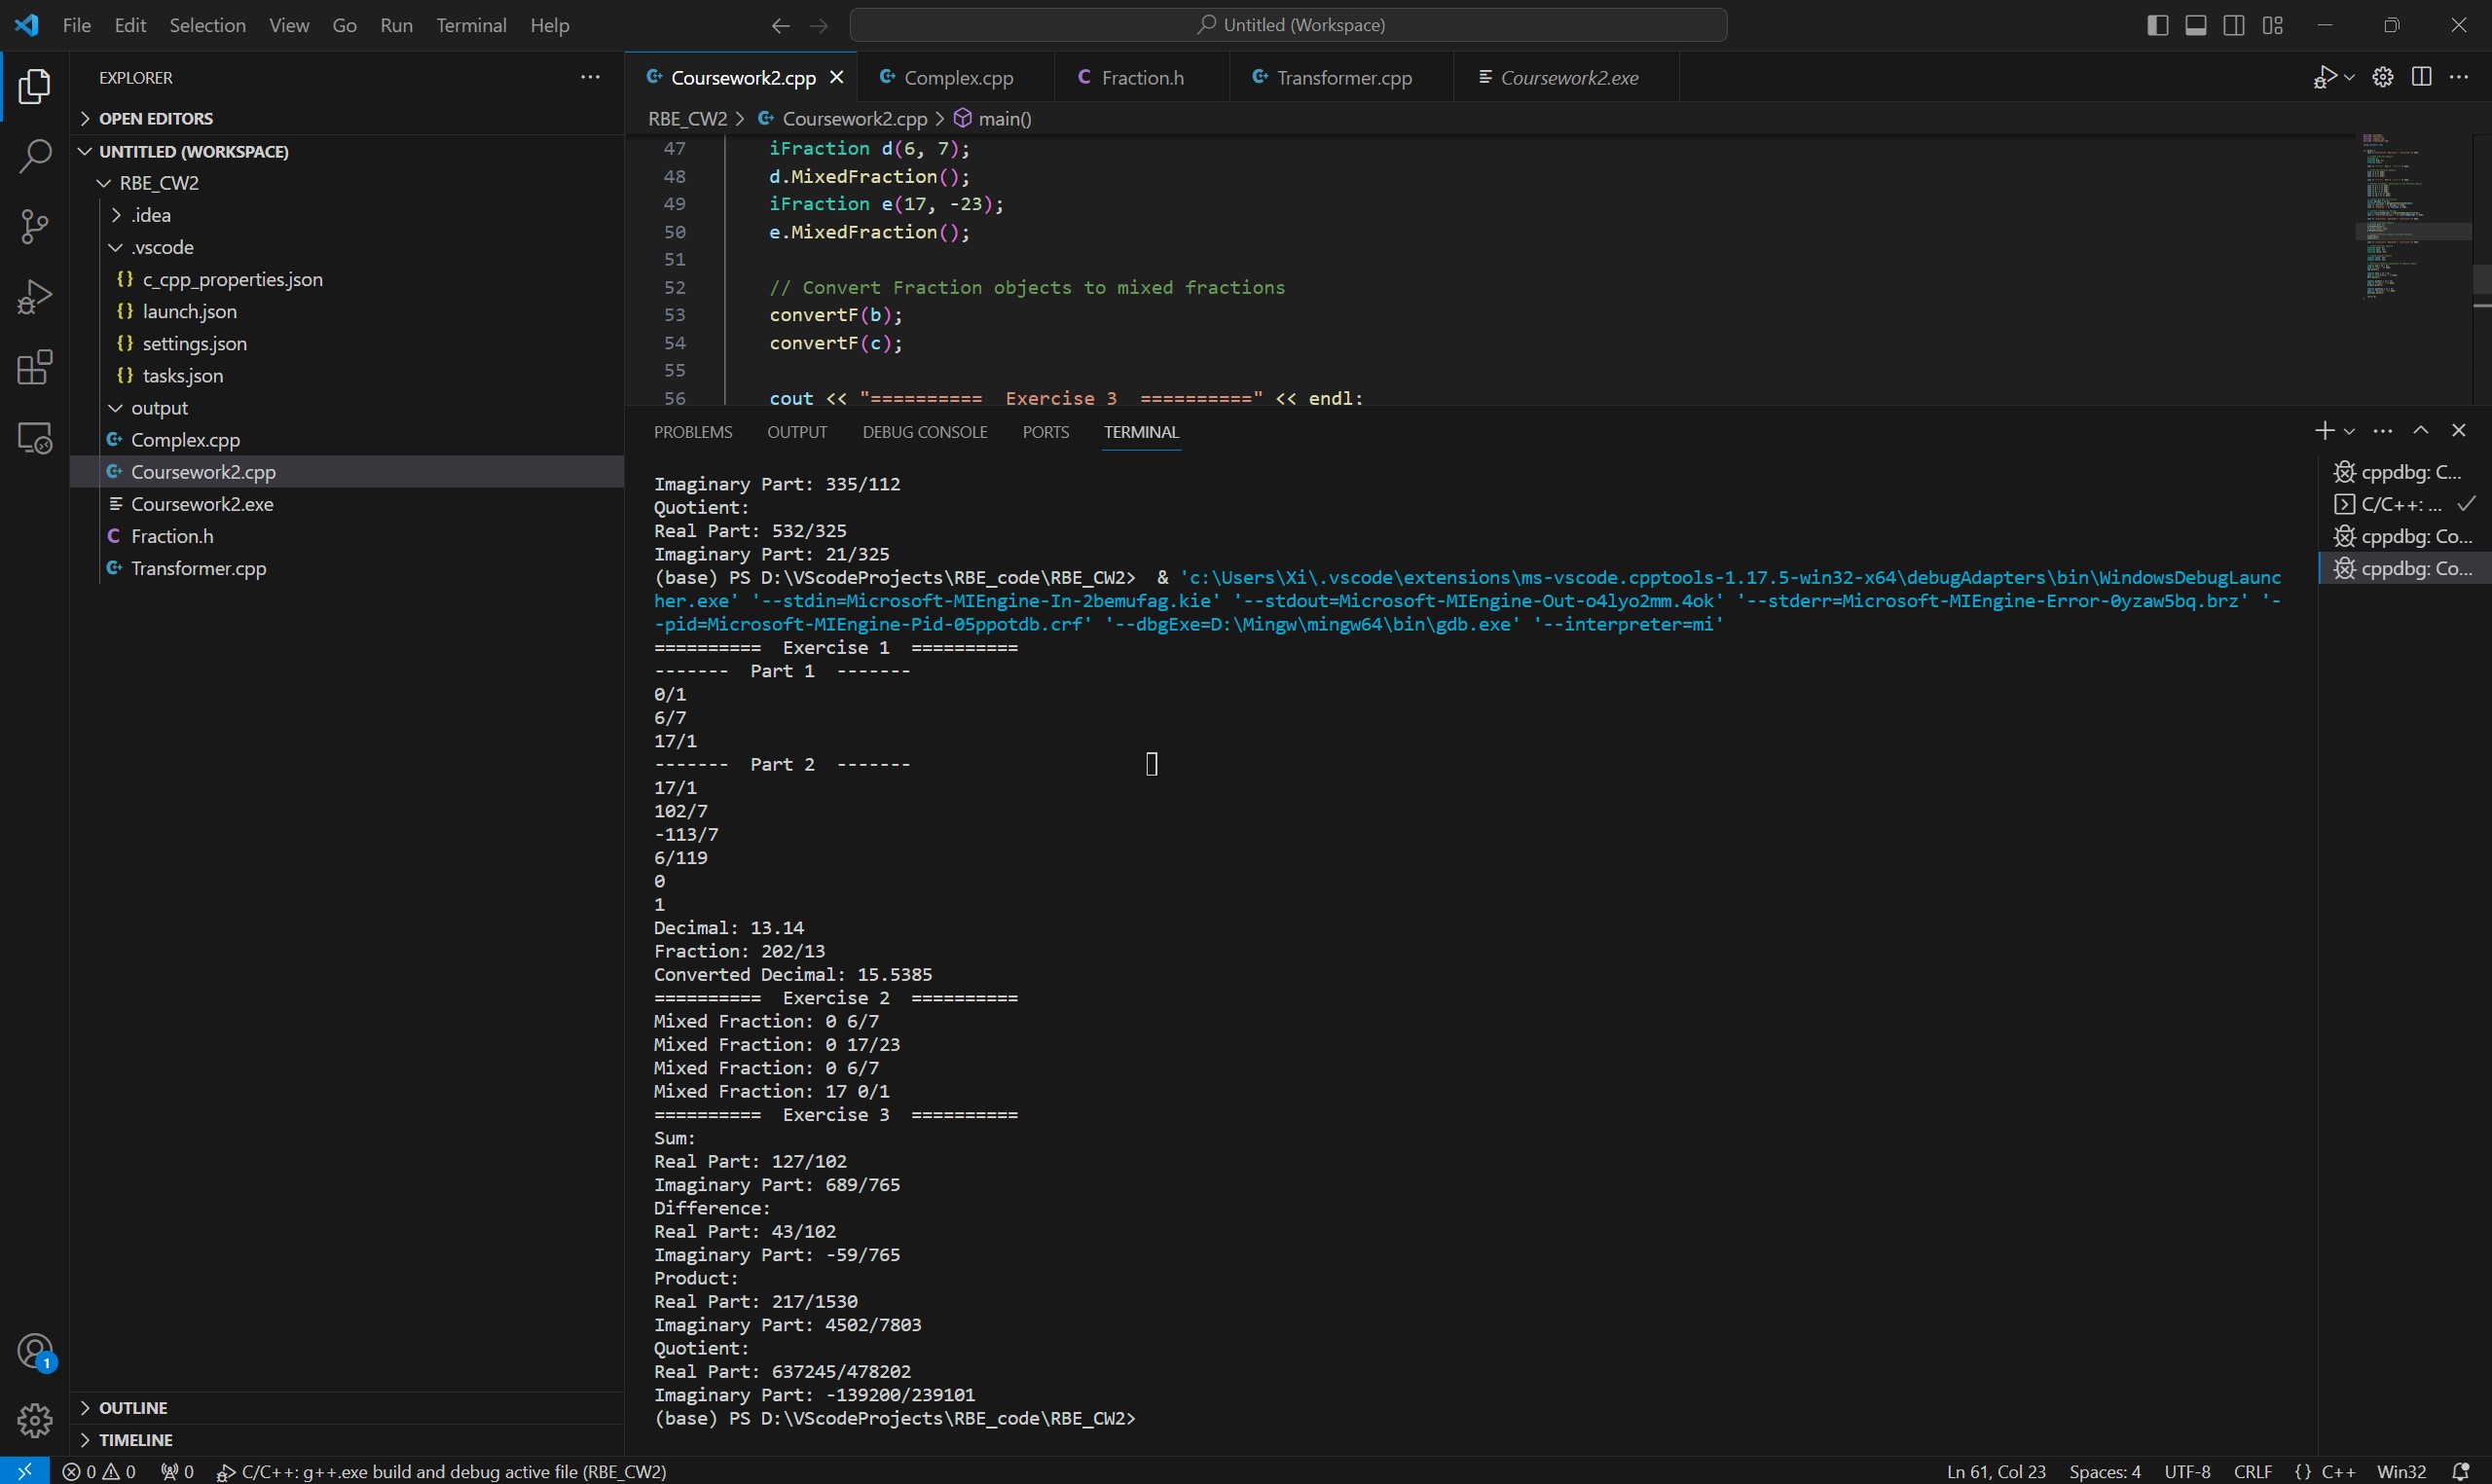 File Edit Selection View Go Run Terminal Help
Untitled (Workspace)
EXPLORER
OPEN EDITORS
UNTITLED (WORKSPACE)
RBE_CW2
.idea
.vscode
{} c_cpp_properties.json
{} launch.json
{} settings.json
{} tasks.json
output
Complex.cpp
Coursework2.cpp
Coursework2.exe
C Fraction.h
Transformer.cpp
OUTLINE
TIMELINE
Coursework2.cpp Complex.cpp C Fraction.h Transformer.cpp Coursework2.exe
RBE_CW2 > Coursework2.cpp > main()
47 iFraction d(6, 7);
48 d.MixedFraction();
49 iFraction e(17, -23);
50 e.MixedFraction();
51
52 // Convert Fraction objects to mixed fractions
53 convertF(b);
54 convertF(c);
55
56 cout << "========== Exercise 3 ==========" << endl;
PROBLEMS OUTPUT DEBUG CONSOLE PORTS TERMINAL
Imaginary Part: 335/112
Quotient:
Real Part: 532/325
Imaginary Part: 21/325
(base) PS D:\VScodeProjects\RBE_code\RBE_CW2> & 'c:\Users\Xi\.vscode\extensions\ms-vscode.cpptools-1.17.5-win32-x64\debugAdapters\bin\WindowsDebugLaunc
her.exe' '--stdin=Microsoft-MIEngine-In-2bemufag.kie' '--stdout=Microsoft-MIEngine-Out-o4lyo2mm.4ok' '--stderr=Microsoft-MIEngine-Error-0yzaw5bq.brz' '-
-pid=Microsoft-MIEngine-Pid-05ppotdb.crf' '--dbgExe=D:\Mingw\mingw64\bin\gdb.exe' '--interpreter=mi'
========== Exercise 1 ==========
------- Part 1 -------
0/1
6/7
17/1
------- Part 2 -------
17/1
102/7
-113/7
6/119
0
1
Decimal: 13.14
Fraction: 202/13
Converted Decimal: 15.5385
========== Exercise 2 ==========
Mixed Fraction: 0 6/7
Mixed Fraction: 0 17/23
Mixed Fraction: 0 6/7
Mixed Fraction: 17 0/1
========== Exercise 3 ==========
Sum:
Real Part: 127/102
Imaginary Part: 689/765
Difference:
Real Part: 43/102
Imaginary Part: -59/765
Product:
Real Part: 217/1530
Imaginary Part: 4502/7803
Quotient:
Real Part: 637245/478202
Imaginary Part: -139200/239101
(base) PS D:\VScodeProjects\RBE_code\RBE_CW2>
cppdbg: C...
C/C++: ...
cppdbg: Co...
cppdbg: Co...
1
0 0 0 C/C++: g++.exe build and debug active file (RBE_CW2) Ln 61, Col 23 Spaces: 4 UTF-8 CRLF {} C++ Win32